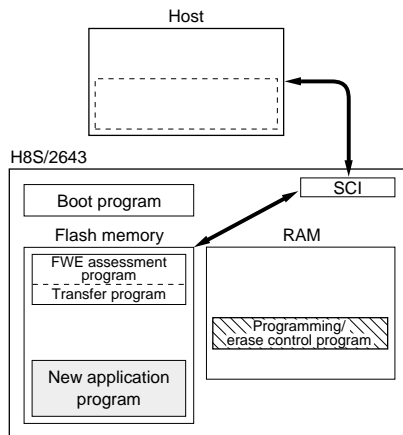 Host
H8S/2643
SCI
Boot program
Flash memory
RAM
FWE assessment
program
Transfer program
Programming/
erase control program
New application
program